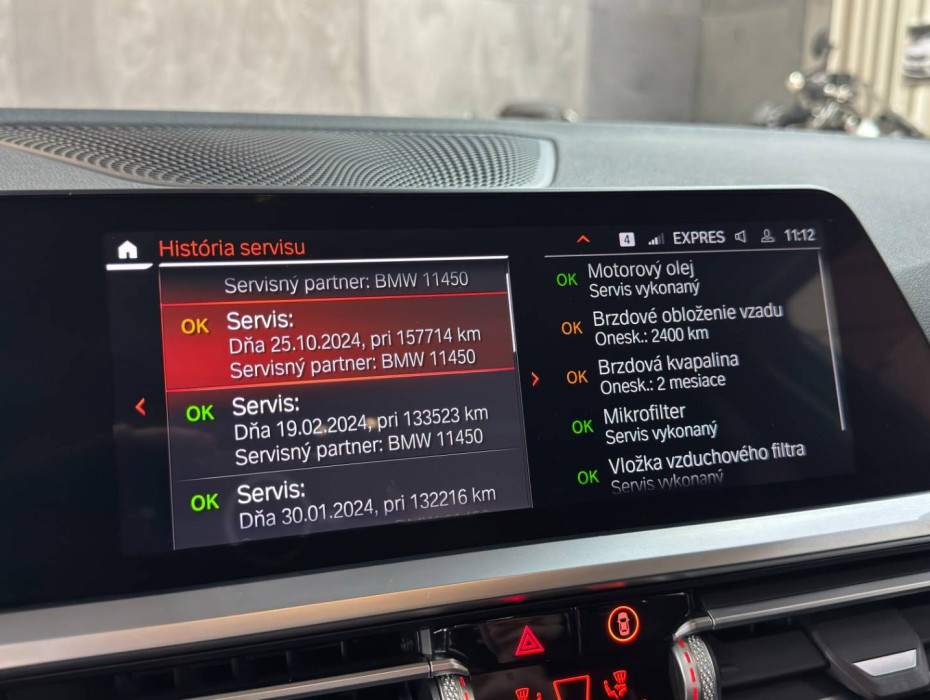 História servisu
4 EXPRES 11:12
Servisný partner: BMW 11450
OK Servis:
Dňa 25.10.2024, pri 157714 km
Servisný partner: BMW 11450
OK Servis:
Dňa 19.02.2024, pri 133523 km
Servisný partner: BMW 11450
OK Servis:
Dňa 30.01.2024, pri 132216 km
OK Motorový olej
Servis vykonaný
OK Brzdové obloženie vzadu
Onesk.: 2400 km
OK Brzdová kvapalina
Onesk.: 2 mesiace
OK Mikrofilter
Servis vykonaný
OK Vložka vzduchového filtra
Servis vykonaný